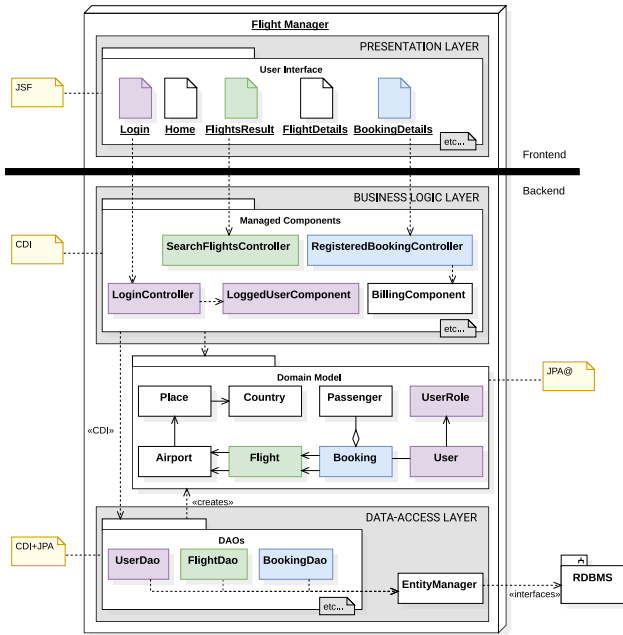 Flight Manager
PRESENTATION LAYER
User Interface
JSF
Login
Home
FlightsResult
FlightDetails
BookingDetails
etc...
Frontend
Backend
BUSINESS LOGIC LAYER
Managed Components
CDI
SearchFlightsController
RegisteredBookingController
LoginController
LoggedUserComponent
BillingComponent
etc...
Domain Model
JPA@
Place
Country
Passenger
UserRole
«CDI»
Airport
Flight
Booking
User
«creates»
DATA-ACCESS LAYER
DAOs
CDI+JPA
UserDao
FlightDao
BookingDao
EntityManager
RDBMS
«interfaces»
etc...